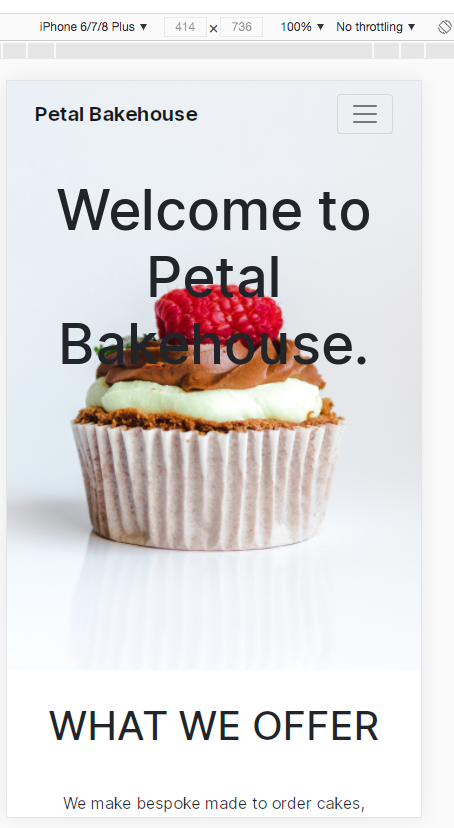 iPhone 6/7/8 Plus ▼ 414 × 736 100% ▼ No throttling ▼
Petal Bakehouse
Welcome to
Petal
Bakehouse.
WHAT WE OFFER
We make bespoke made to order cakes,